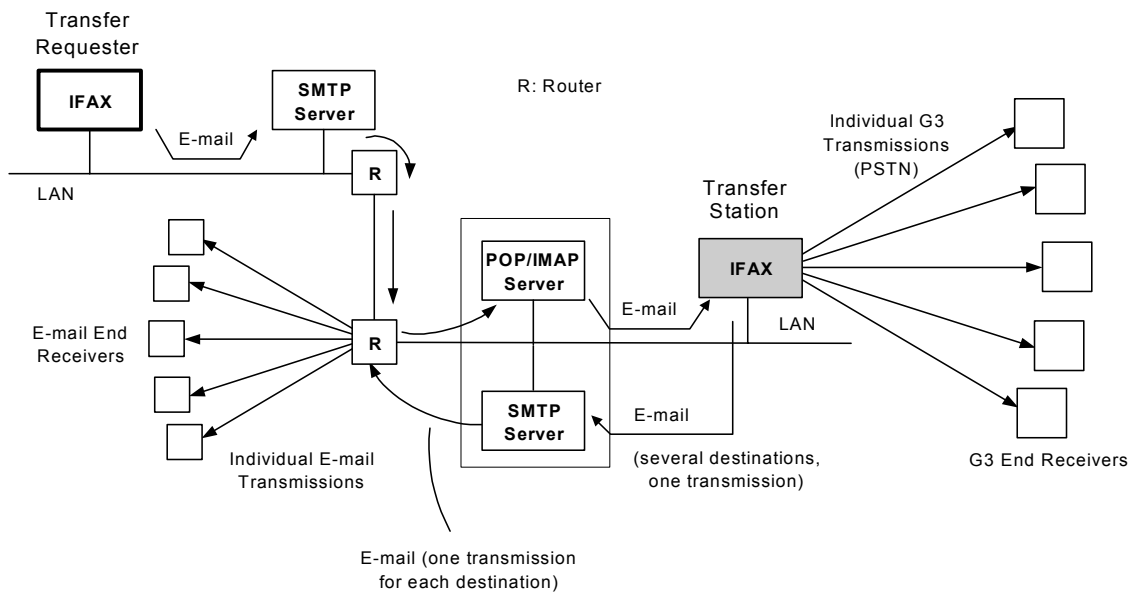 Transfer
Requester
IFAX
SMTP
Server
R: Router
E-mail
R
LAN
Individual G3
Transmissions
(PSTN)
Transfer
Station
POP/IMAP
Server
IFAX
E-mail
LAN
E-mail End
Receivers
R
SMTP
Server
E-mail
Individual E-mail
Transmissions
(several destinations,
one transmission)
G3 End Receivers
E-mail (one transmission
for each destination)